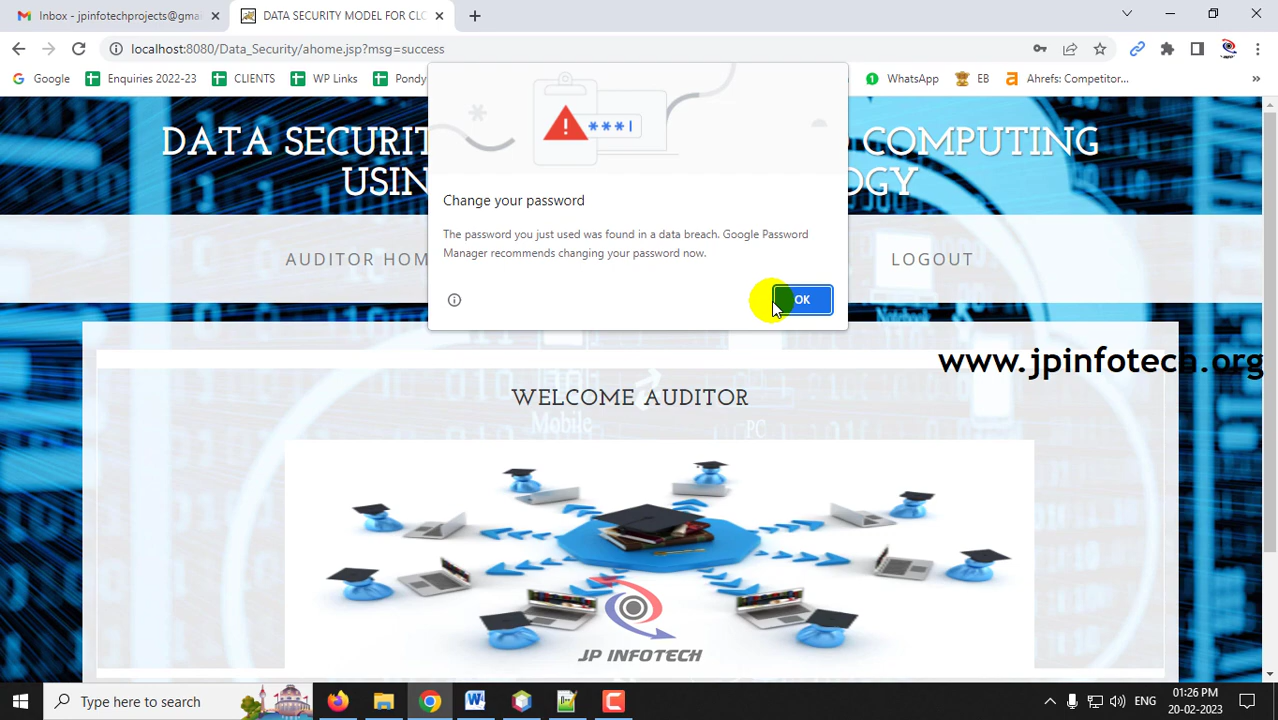 Inbox - jpinfotechprojects@gma
DATA SECURITY MODEL FOR CLO
localhost:8080/Data_Security/ahome.jsp?msg=success
Google
Enquiries 2022-23
CLIENTS
WP Links
Pondy
WhatsApp
EB
Ahrefs: Competitor...
DATA SECURIT
COMPUTING
USIN
OGY
* * * |
Change your password
The password you just used was found in a data breach. Google Password
Manager recommends changing your password now.
OK
AUDITOR HOM
LOGOUT
www.jpinfotech.org
WELCOME AUDITOR
Mobile
PC
JP INFOTECH
Type here to search
ENG
01:26 PM
20-02-2023